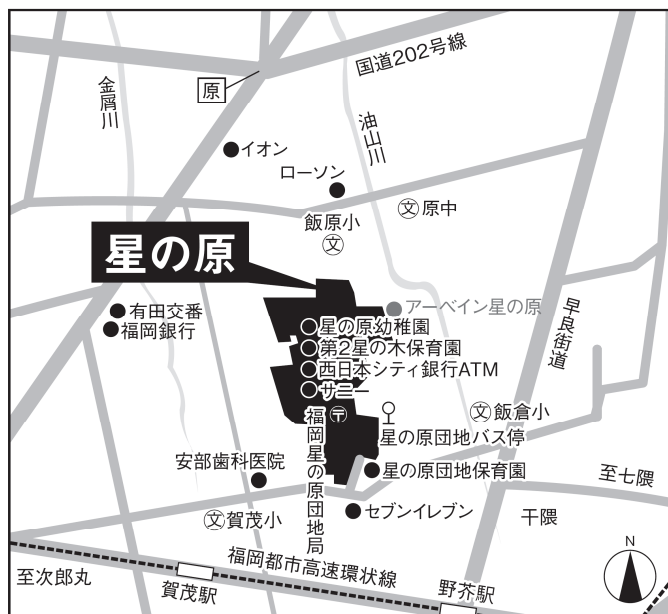 国道202号線
原
金屑川
油山川
イオン
ローソン
文 原中
飯原小
文
星の原
アーベイン星の原
有田交番
福岡銀行
早良街道
星の原幼稚園
第2星の木保育園
西日本シティ銀行ATM
サニー
〒
福岡星の原団地局
文 飯倉小
星の原団地バス停
安部歯科医院
星の原団地保育園
至七隈
文 賀茂小
セブンイレブン
干隈
N
福岡都市高速環状線
至次郎丸
賀茂駅
野芥駅